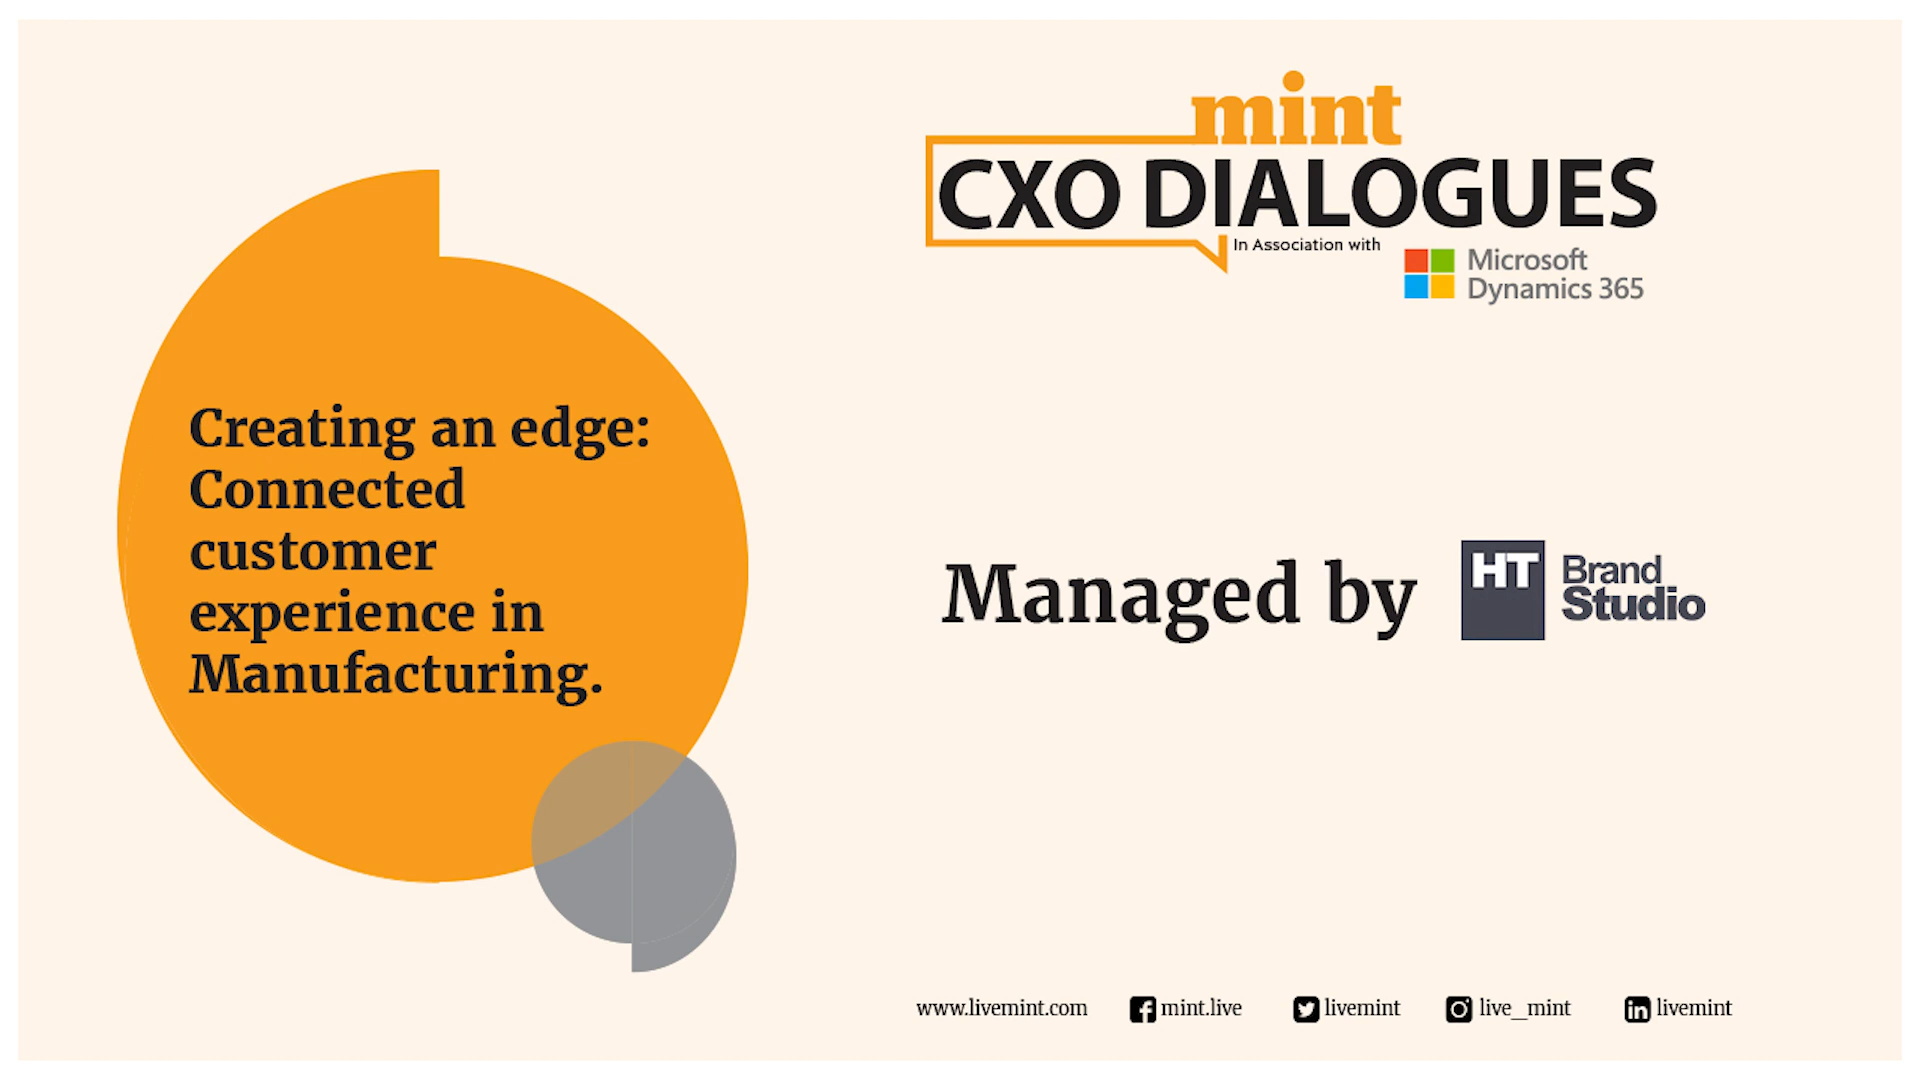 mint
CXO DIALOGUES
In Association with
Microsoft
Dynamics 365
Creating an edge:
Connected
customer
experience in
Manufacturing.
Managed by
HT
Brand
Studio
www.livemint.com
mint.live
livemint
live_mint
livemint